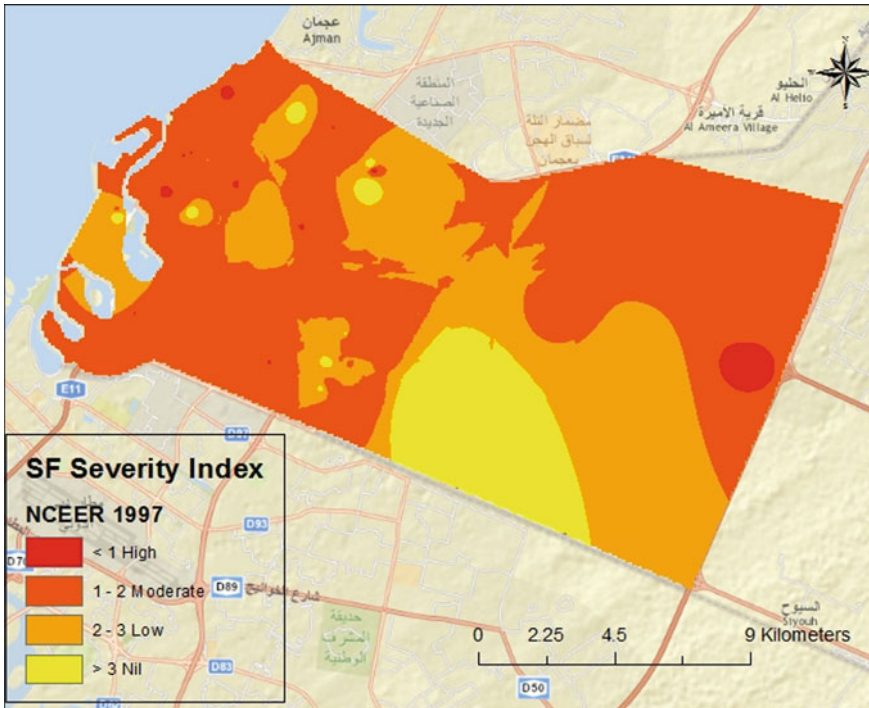 عجمان
Ajman
المنطقة
الصناعية
الجديدة
مضمار التلة
لسباق الهجن
بعجمان
الحليو
Al Helio
قرية الأميرة
Al Ameera Village
N
S
E11
SF Severity Index
NCEER 1997
< 1 High
1 - 2 Moderate
2 - 3 Low
> 3 Nil
D97
D93
D89
شارع الخوانيج
D83
حديقة
المشرف
الوطنية
D50
السيوح
Siyouh
0 2.25 4.5 9 Kilometers